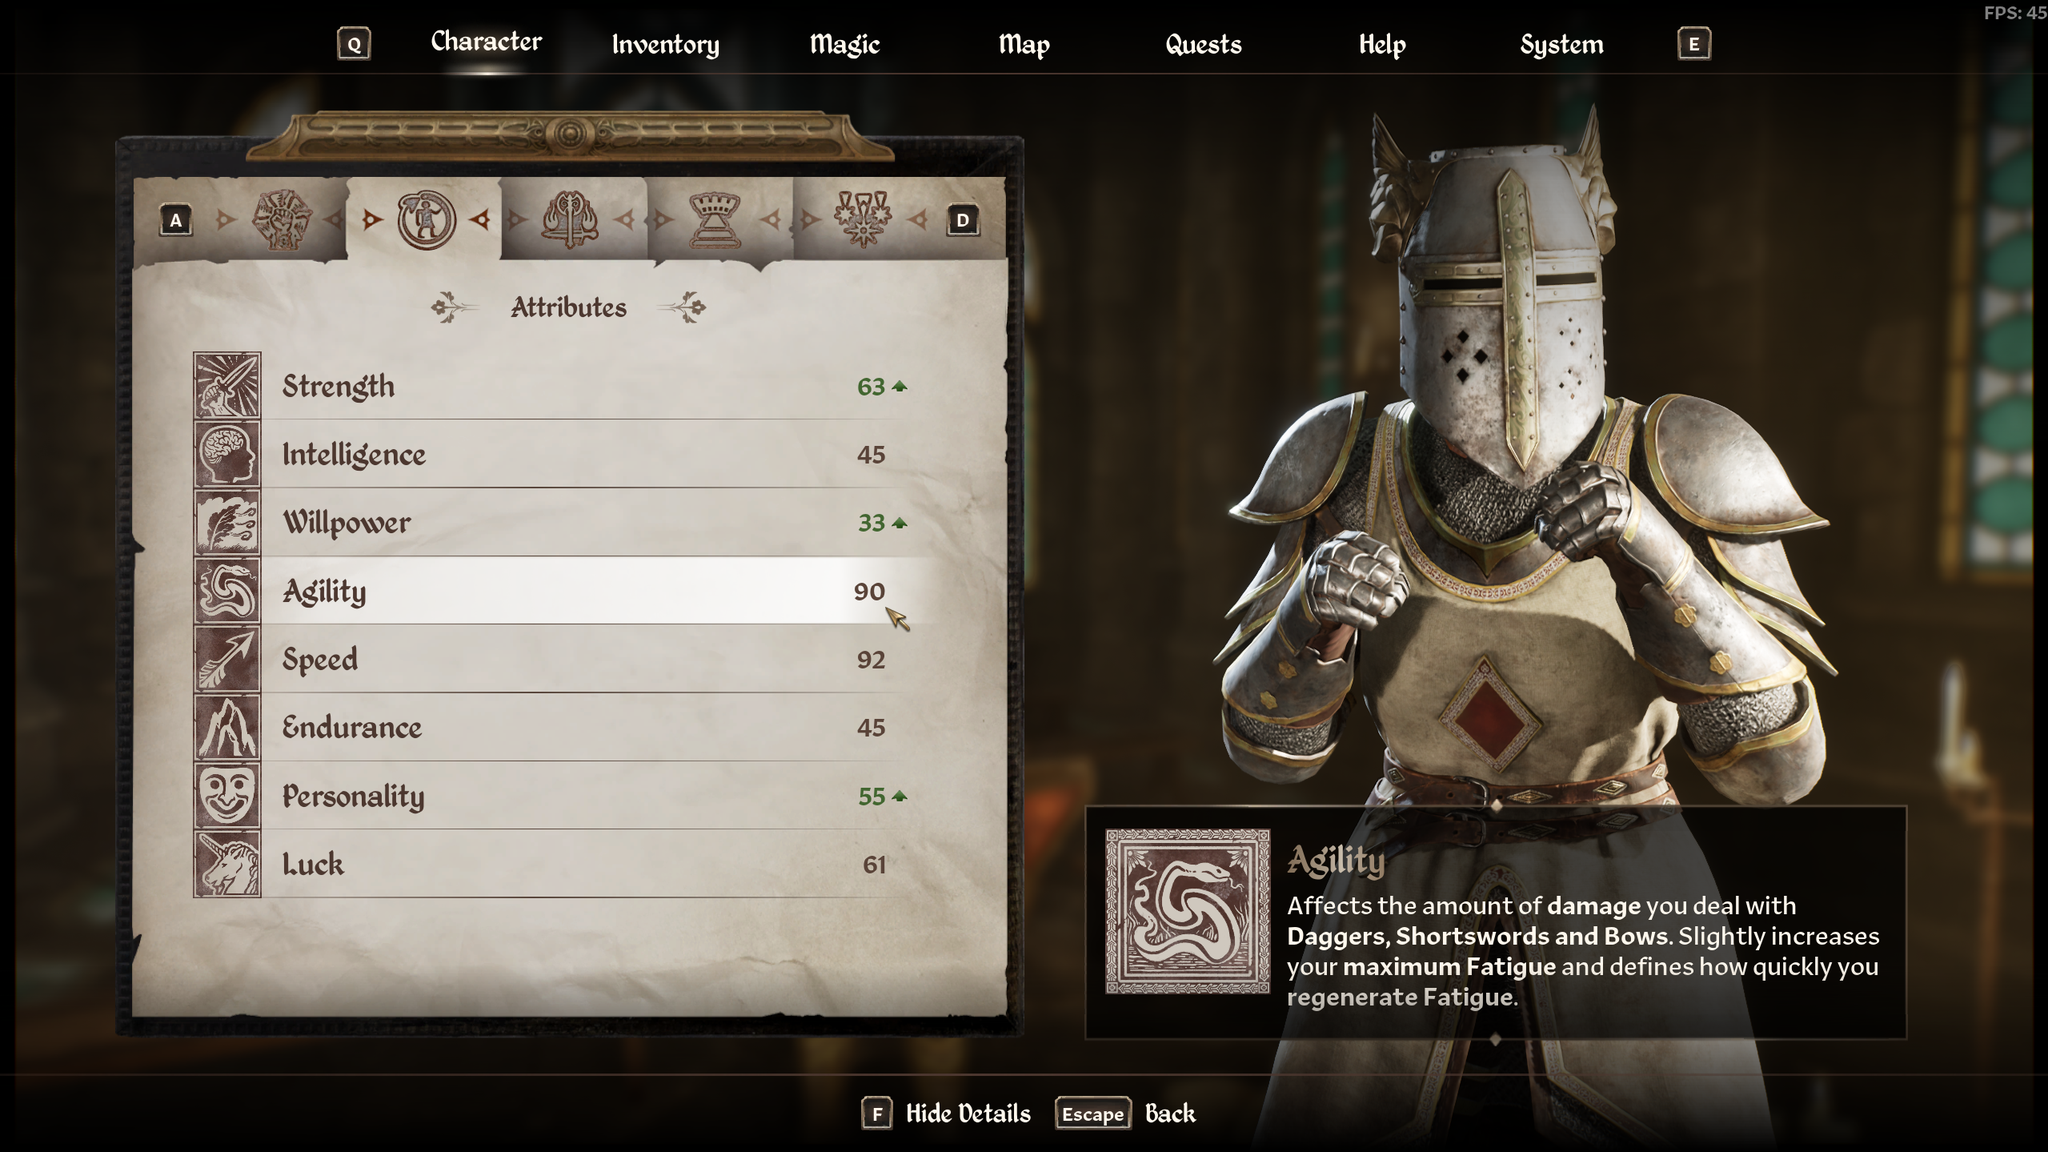 FPS: 45
Q Character Inventory Magic Map Quests Help System E
A D
Attributes
Strength 63
Intelligence 45
Willpower 33
Agility 90
Speed 92
Endurance 45
Personality 55
Luck 61
Agility
Affects the amount of damage you deal with
Daggers, Shortswords and Bows. Slightly increases
your maximum Fatigue and defines how quickly you
regenerate Fatigue.
F Hide Details Escape Back